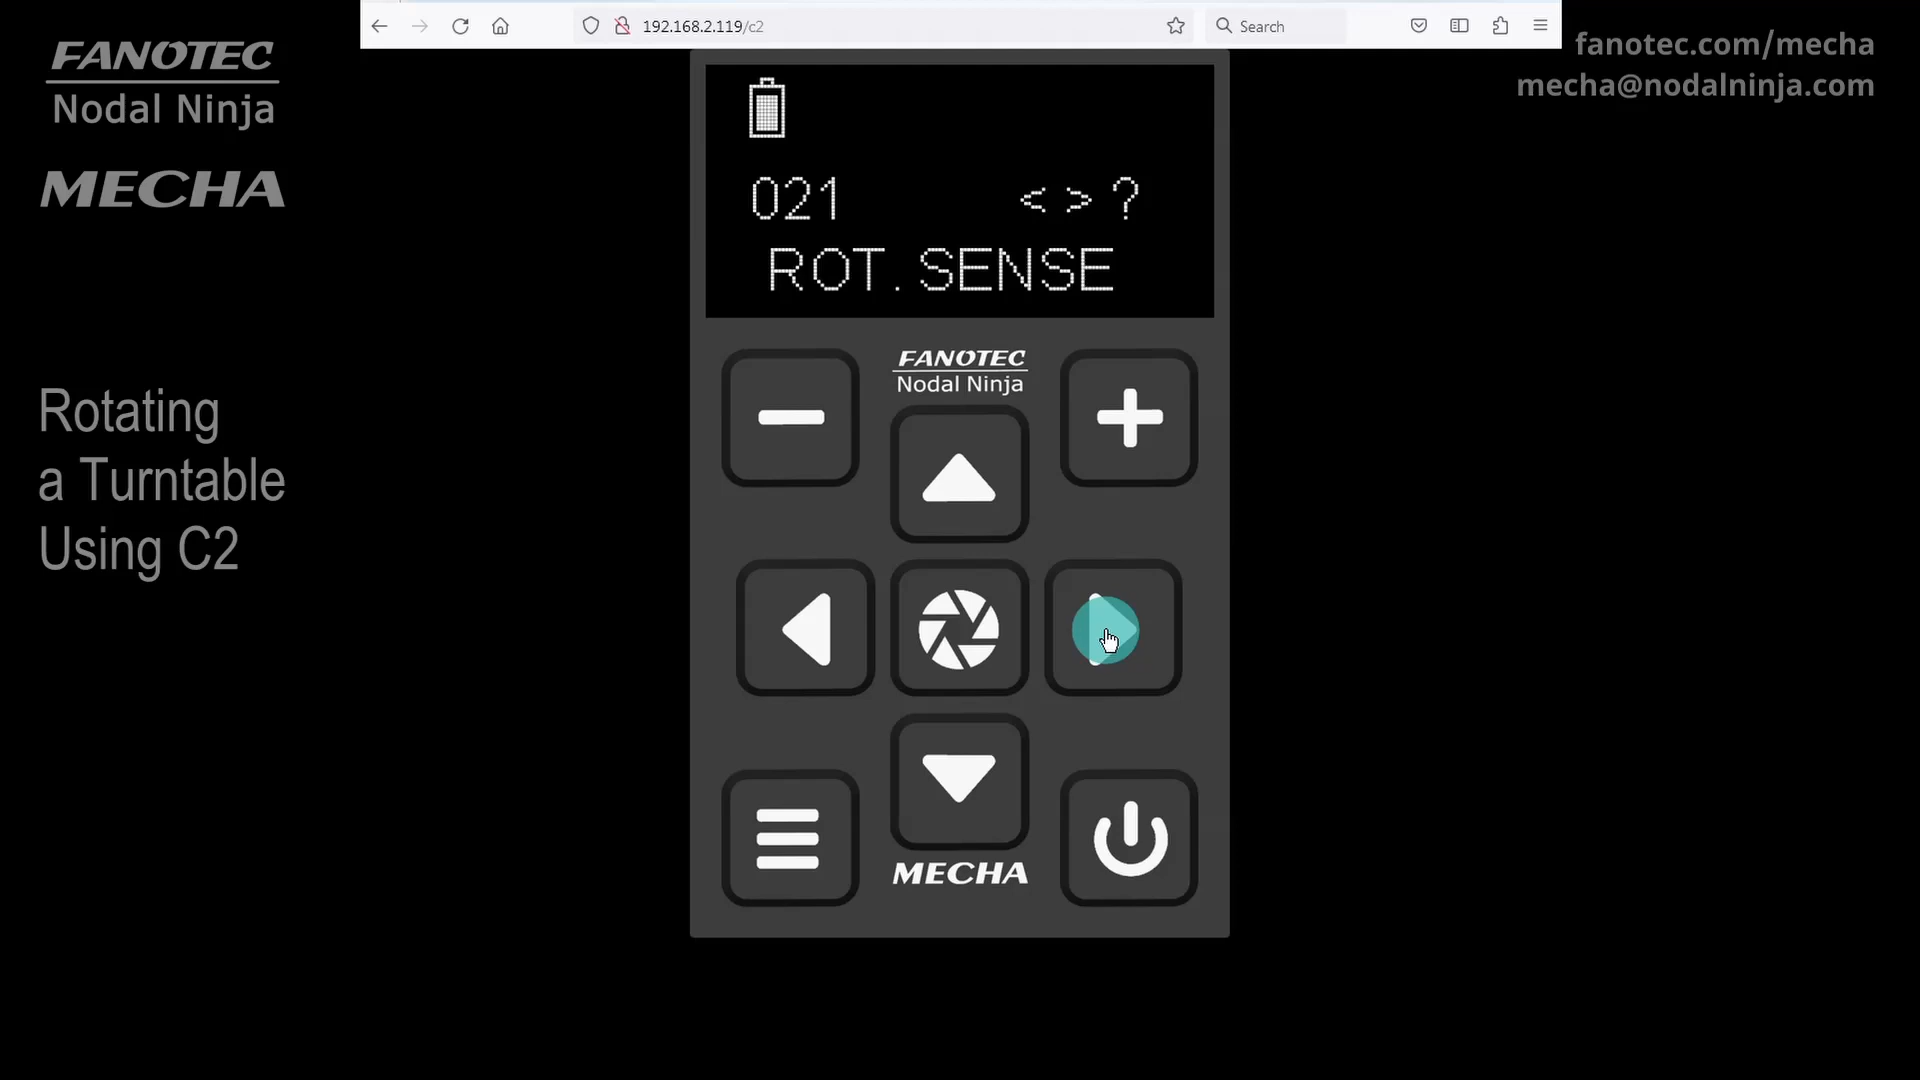 192.168.2.119/c2
Search
FANOTEC
Nodal Ninja
MECHA
fanotec.com/mecha
mecha@nodalninja.com
Rotating
a Turntable
Using C2
021 < > ?
ROT.SENSE
FANOTEC
Nodal Ninja
MECHA